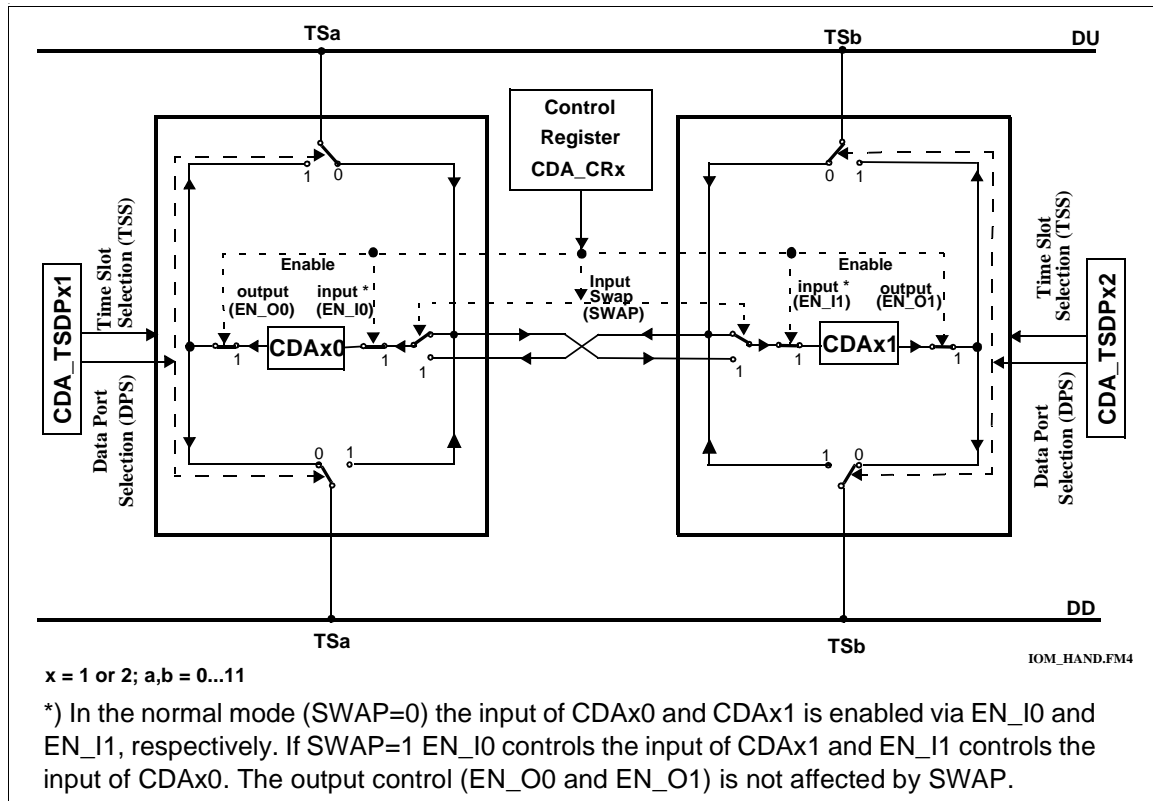 TSa
TSb
DU
Control
Register
CDA_CRx
1
0
0
1
Time Slot
Selection (TSS)
Time Slot
Selection (TSS)
Enable
output
(EN_O0)
input *
(EN_I0)
Input
Swap
(SWAP)
Enable
input *
(EN_I1)
output
(EN_O1)
CDA_TSDPx1
CDAx0
CDAx1
CDA_TSDPx2
1
1
1
1
1
1
Data Port
Selection (DPS)
Data Port
Selection (DPS)
0
1
1
0
DD
TSa
TSb
IOM_HAND.FM4
x = 1 or 2; a,b = 0...11
*) In the normal mode (SWAP=0) the input of CDAx0 and CDAx1 is enabled via EN_I0 and
EN_I1, respectively. If SWAP=1 EN_I0 controls the input of CDAx1 and EN_I1 controls the
input of CDAx0. The output control (EN_O0 and EN_O1) is not affected by SWAP.